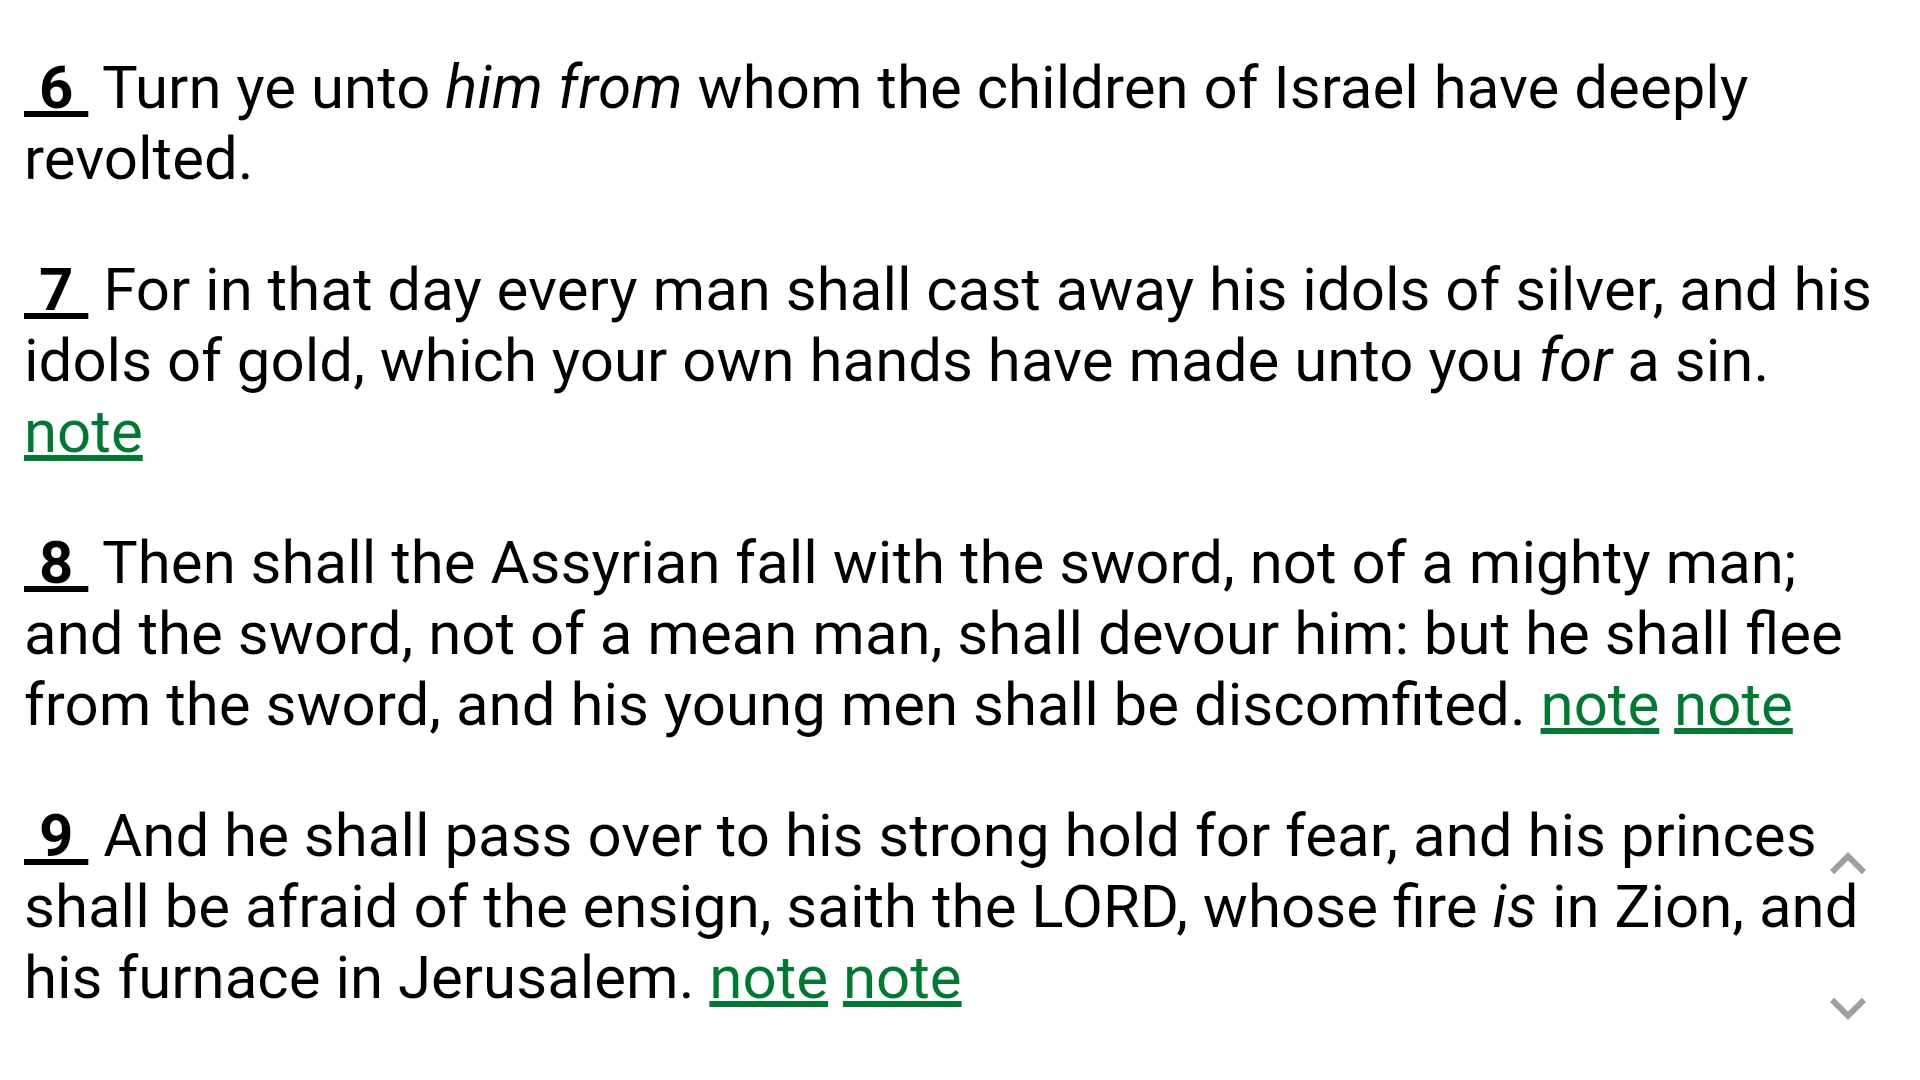 6 Turn ye unto him from whom the children of Israel have deeply
revolted.
7 For in that day every man shall cast away his idols of silver, and his
idols of gold, which your own hands have made unto you for a sin.
note
8 Then shall the Assyrian fall with the sword, not of a mighty man;
and the sword, not of a mean man, shall devour him: but he shall flee
from the sword, and his young men shall be discomfited. note note
9 And he shall pass over to his strong hold for fear, and his princes
shall be afraid of the ensign, saith the LORD, whose fire is in Zion, and
his furnace in Jerusalem. note note